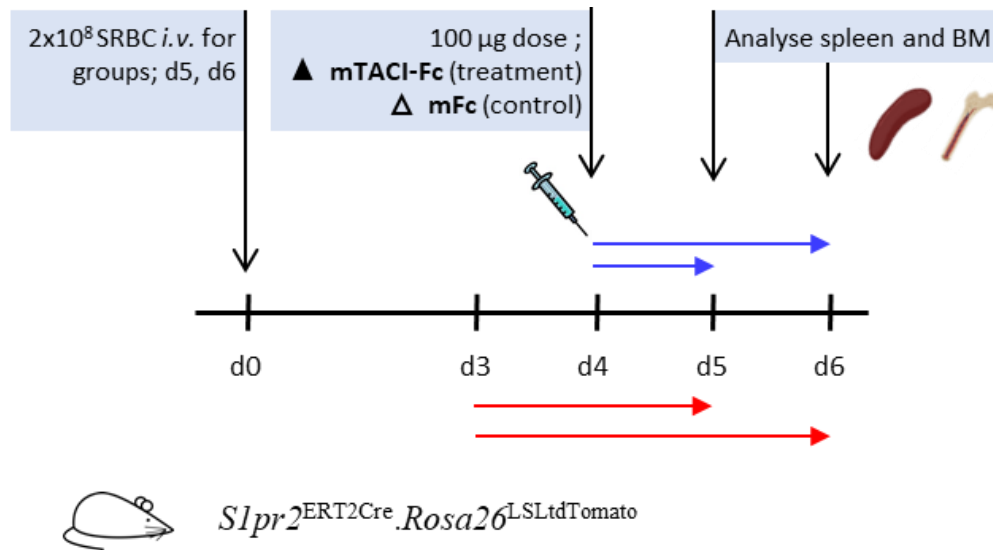 2x10⁸ SRBC i.v. for
groups; d5, d6
100 µg dose ;
▲ mTACI-Fc (treatment)
△ mFc (control)
Analyse spleen and BM
d0
d3
d4
d5
d6
S1pr2ERT2Cre.Rosa26LSLtdTomato